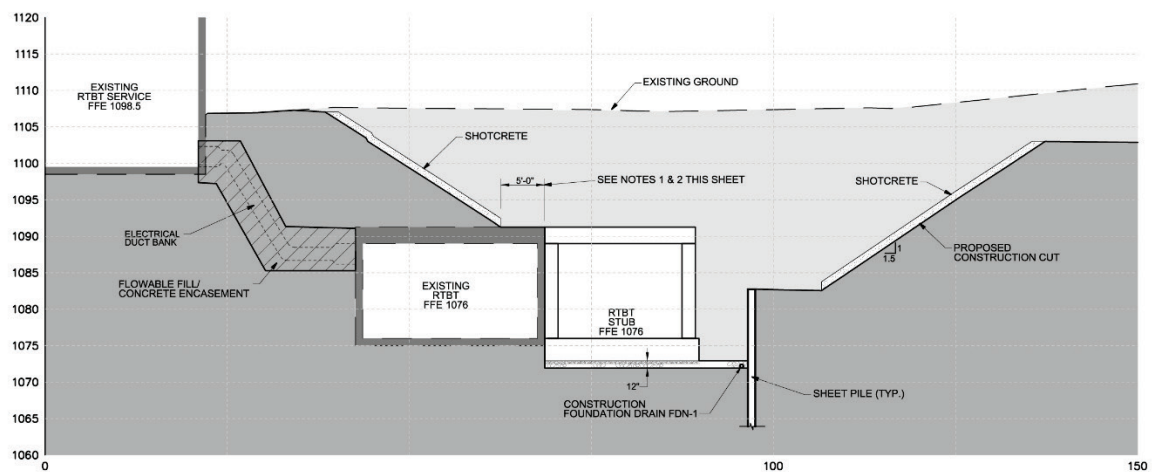 1120
1115
1110
1105
1100
1095
1090
1085
1080
1075
1070
1065
1060
EXISTING
RTBT SERVICE
FFE 1098.5
EXISTING GROUND
SHOTCRETE
5'-0"
SEE NOTES 1 & 2 THIS SHEET
SHOTCRETE
ELECTRICAL
DUCT BANK
FLOWABLE FILL/
CONCRETE ENCASEMENT
1
1.5
PROPOSED
CONSTRUCTION CUT
EXISTING
RTBT
FFE 1076
RTBT
STUB
FFE 1076
12"
CONSTRUCTION
FOUNDATION DRAIN FDN-1
SHEET PILE (TYP.)
0
100
150